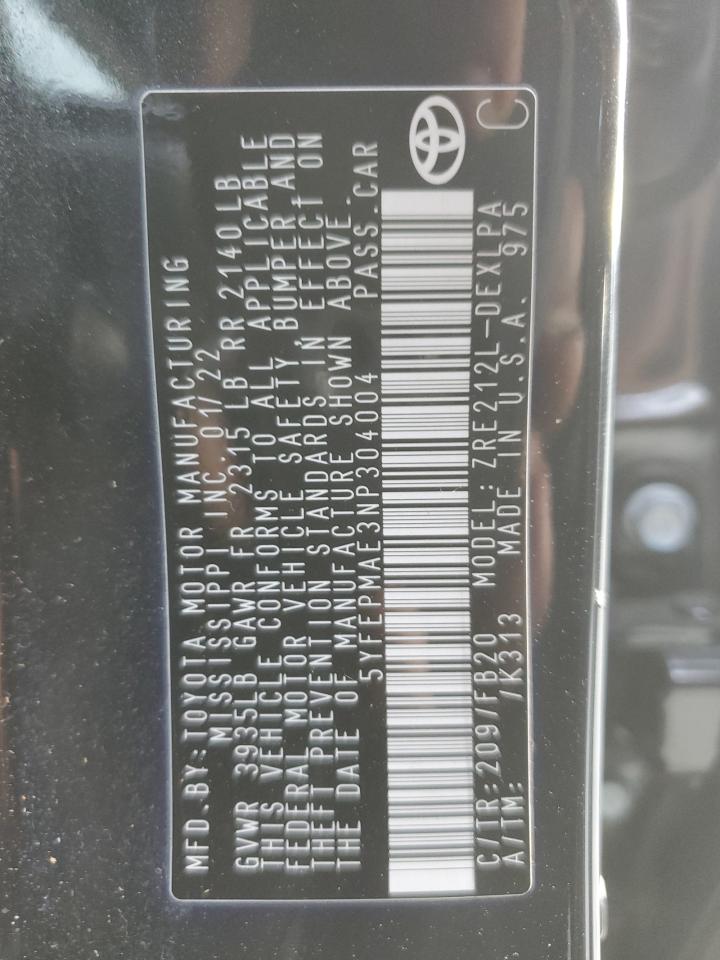 MFD.BY:TOYOTA MOTOR MANUFACTURING
MISSISSIPPI INC.01/22
GVWR 3935LB GAWR FR 2315 LB RR 2140LB
THIS VEHICLE CONFORMS TO ALL APPLICABLE
FEDERAL MOTOR VEHICLE SAFETY, BUMPER AND
THEFT PREVENTION STANDARDS IN EFFECT ON
THE DATE OF MANUFACTURE SHOWN ABOVE.
5YFEPMAE3NP304004 PASS.CAR
C/TR:209/FB20 MODEL:ZRE212L-DEXLPA
A/TM: /K313 MADE IN U.S.A. 975
C